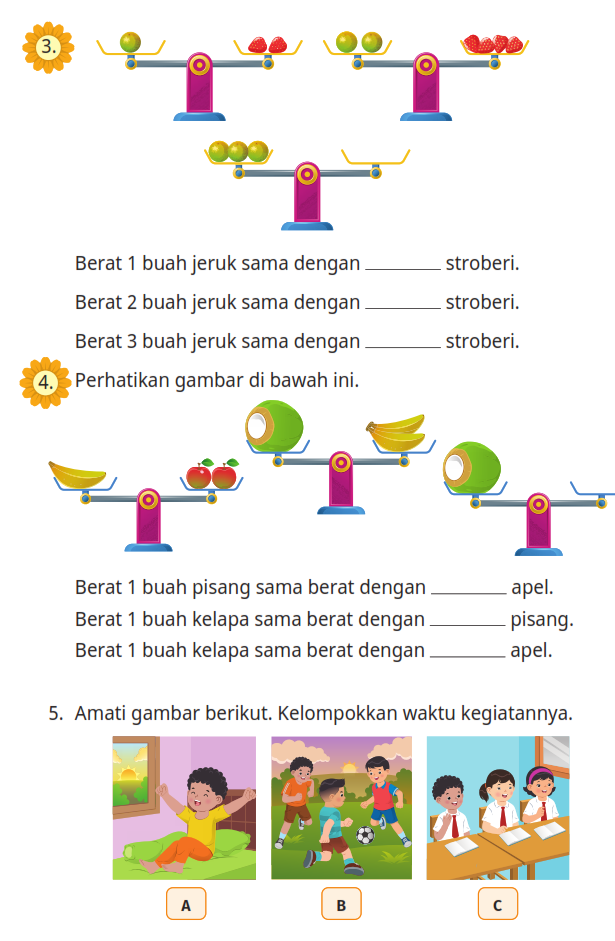 3.
Berat 1 buah jeruk sama dengan ________ stroberi.
Berat 2 buah jeruk sama dengan ________ stroberi.
Berat 3 buah jeruk sama dengan ________ stroberi.
4. Perhatikan gambar di bawah ini.
Berat 1 buah pisang sama berat dengan ________ apel.
Berat 1 buah kelapa sama berat dengan ________ pisang.
Berat 1 buah kelapa sama berat dengan ________ apel.
5. Amati gambar berikut. Kelompokkan waktu kegiatannya.
A B C